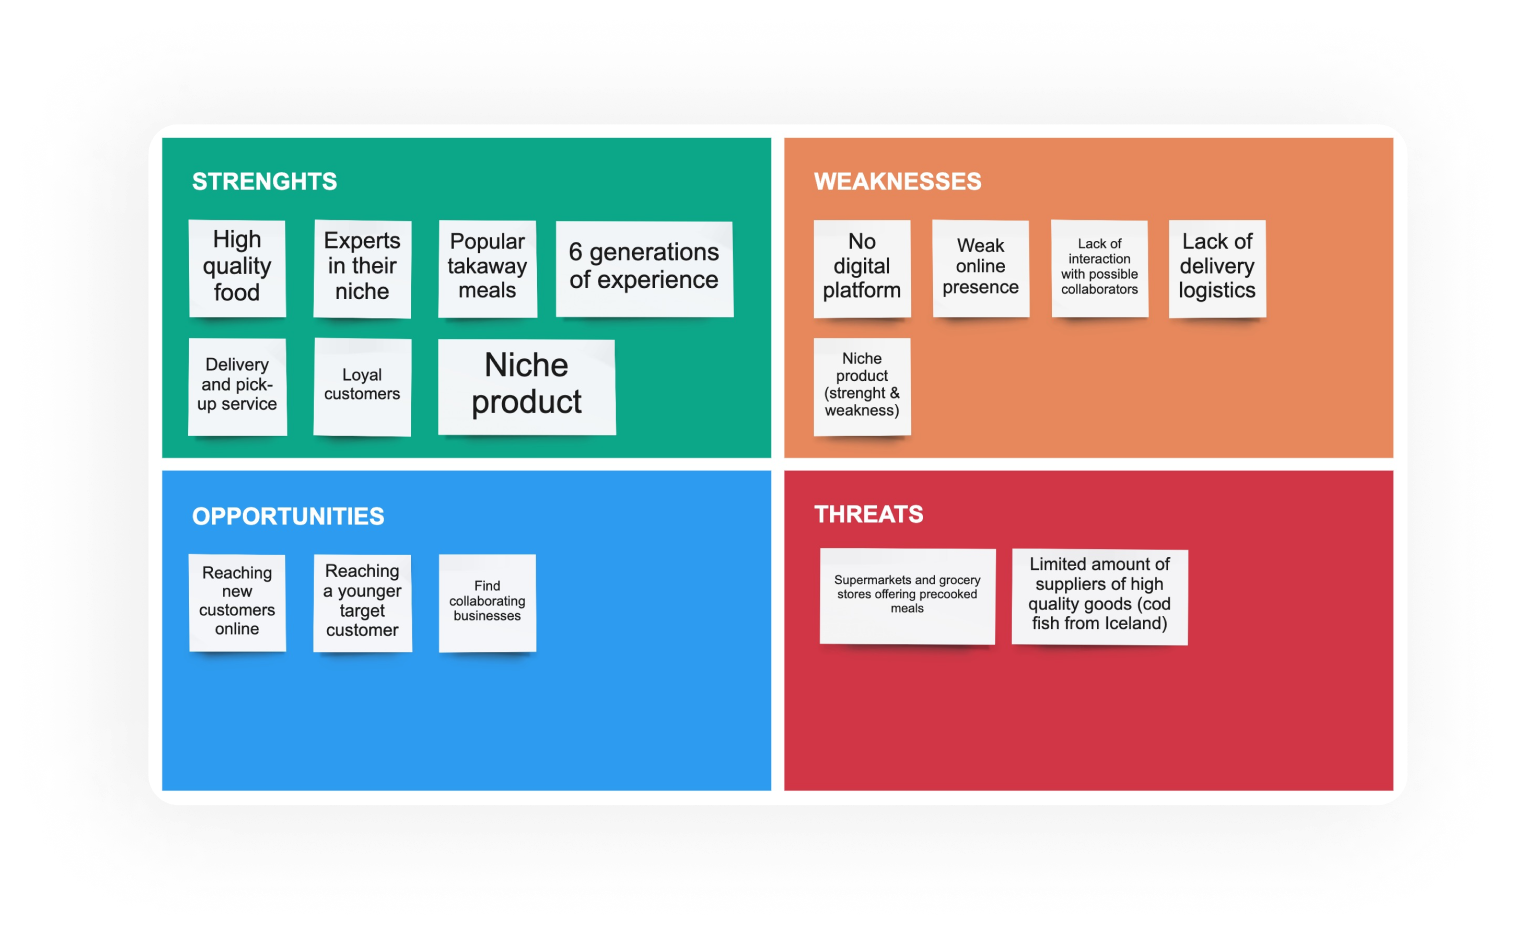 STRENGHTS
High
quality
food
Experts
in their
niche
Popular
takaway
meals
6 generations
of experience
Delivery
and pick-
up service
Loyal
customers
Niche
product
WEAKNESSES
No
digital
platform
Weak
online
presence
Lack of
interaction
with possible
collaborators
Lack of
delivery
logistics
Niche
product
(strenght &
weakness)
OPPORTUNITIES
Reaching
new
customers
online
Reaching
a younger
target
customer
Find
collaborating
businesses
THREATS
Supermarkets and grocery
stores offering precooked
meals
Limited amount of
suppliers of high
quality goods (cod
fish from Iceland)